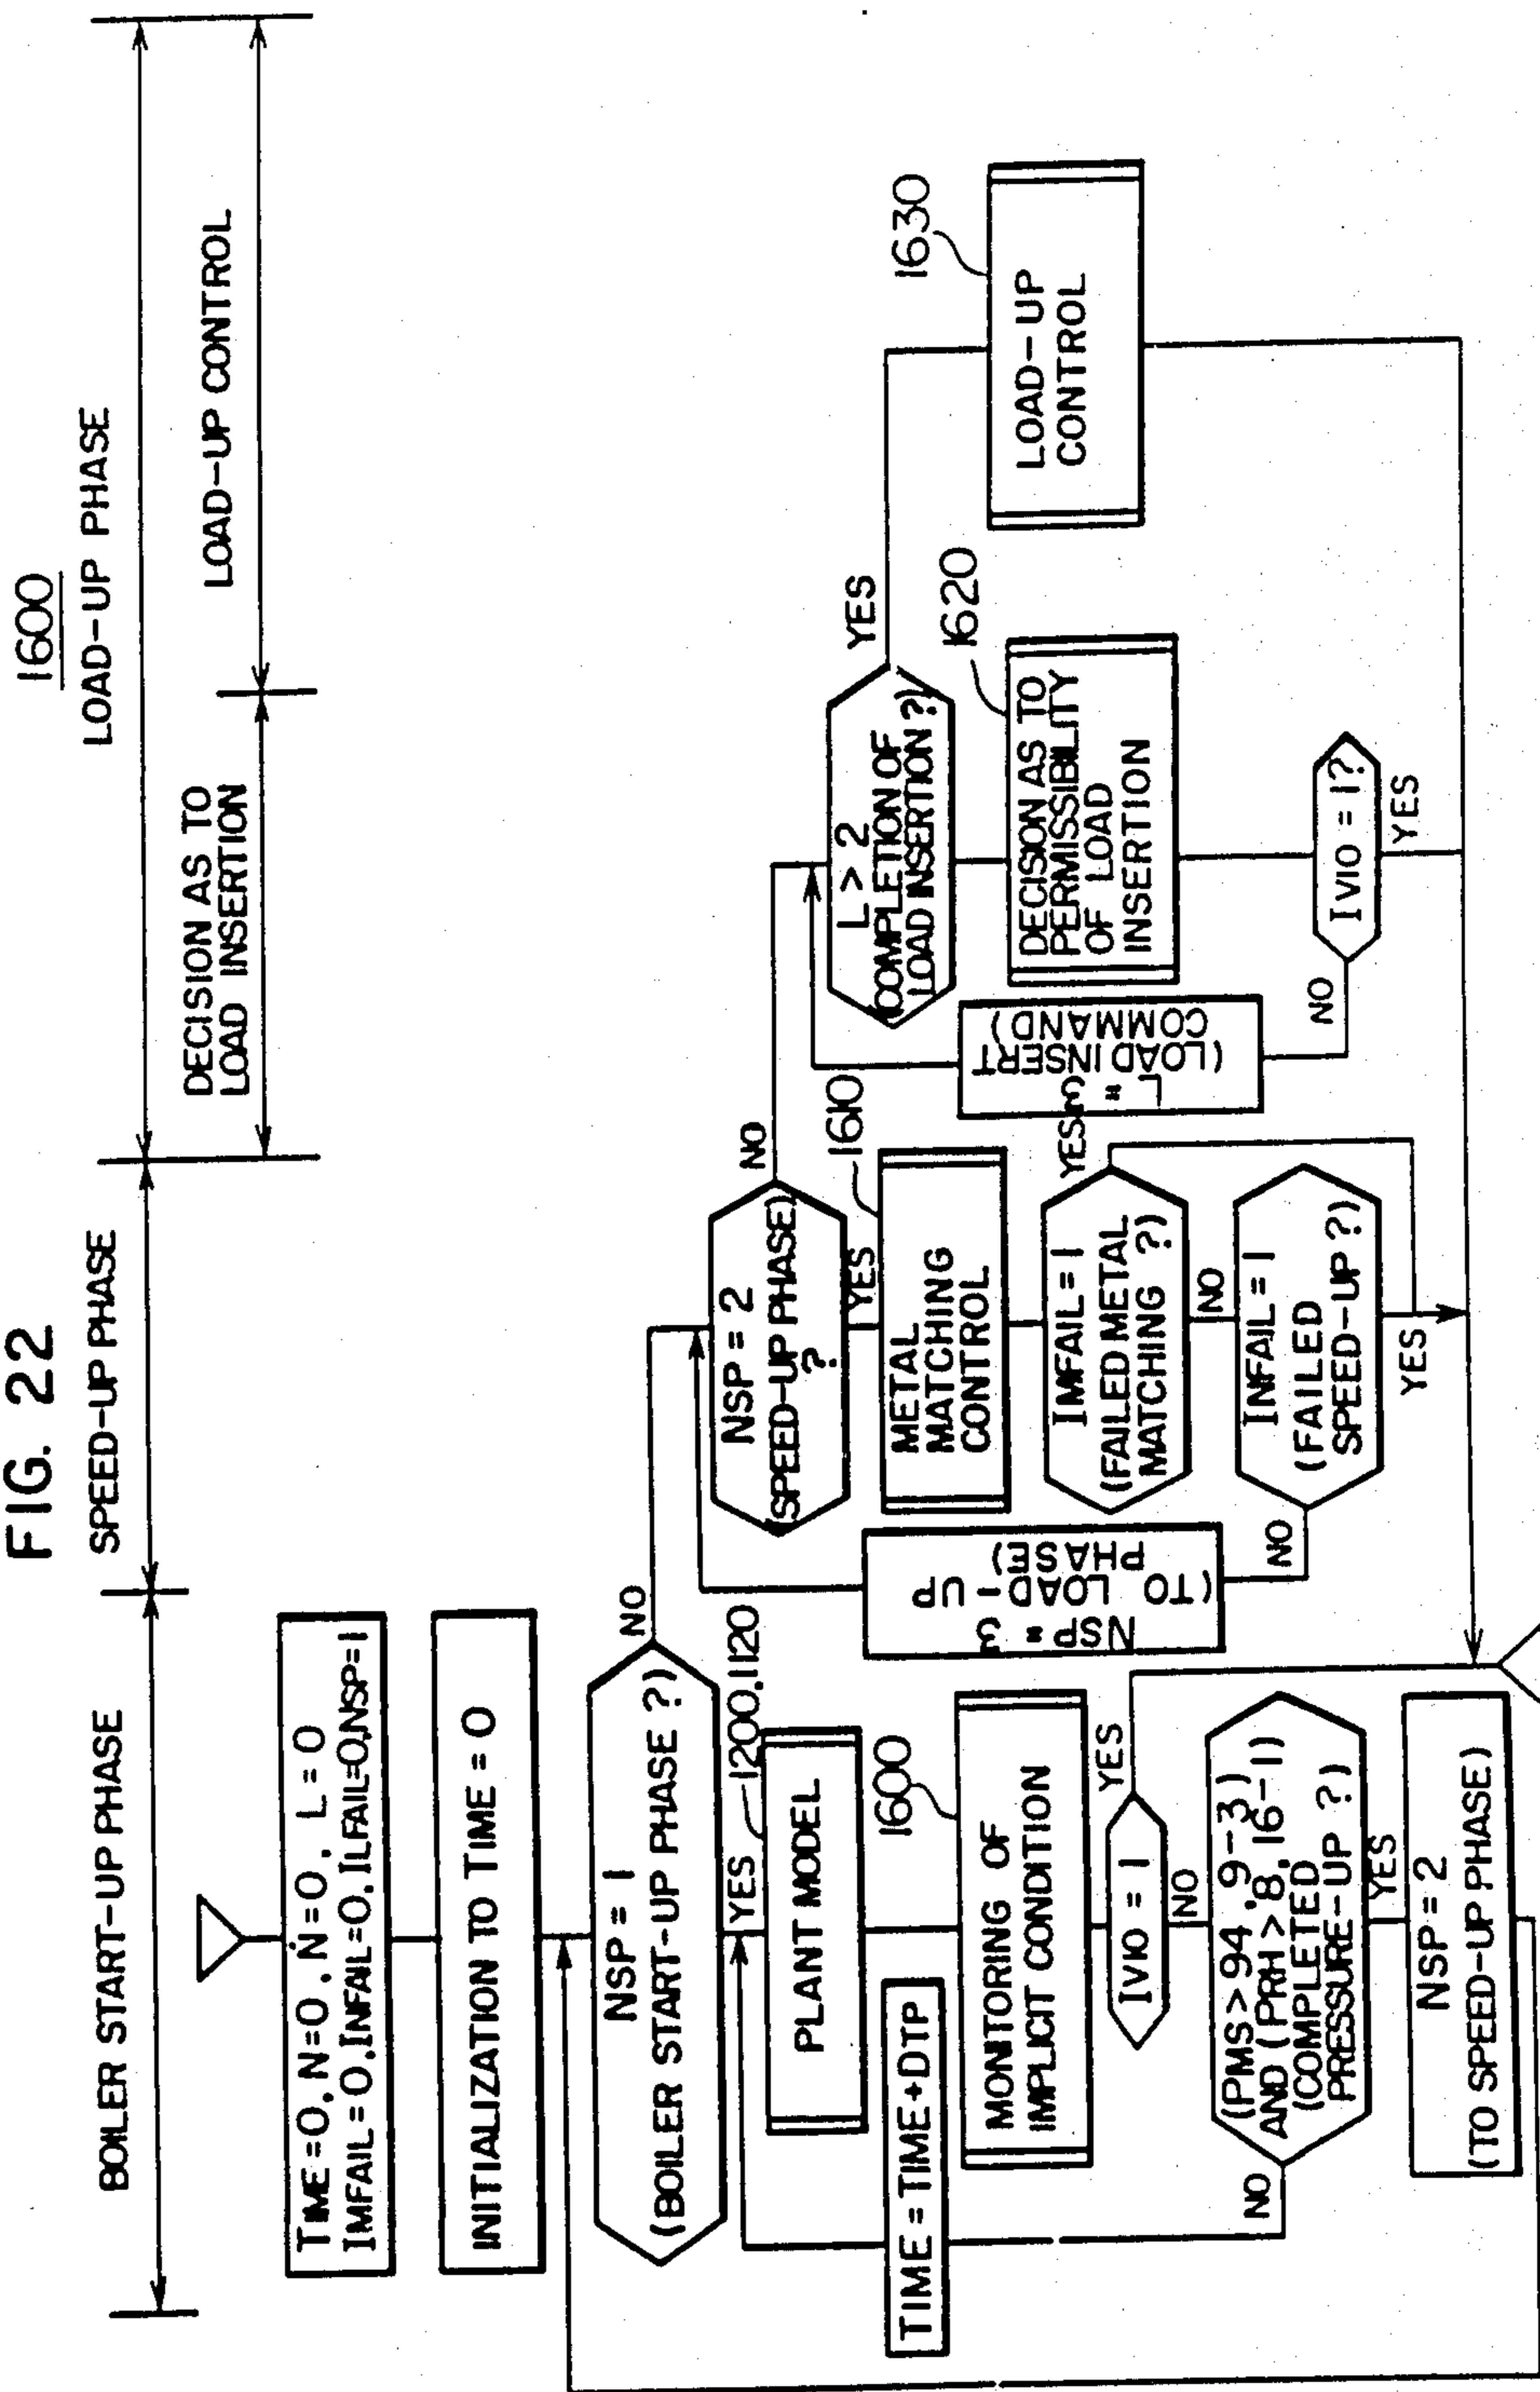 FIG. 22
1600
BOILER START-UP PHASE
SPEED-UP PHASE
LOAD-UP PHASE
DECISION AS TO
LOAD INSERTION
LOAD-UP CONTROL
TIME=0, N=0, Ṅ=0, L=0
IMFAIL=0, INFAIL=0, ILFAIL=0, NSP=1
INITIALIZATION TO TIME = 0
NSP = 1
(BOILER START-UP PHASE ?)
NO
YES
1200, 1120
PLANT MODEL
TIME = TIME+DTP
1600
MONITORING OF
IMPLICIT CONDITION
IVIO = 1
YES
NO
(PMS > 94.9-3)
AND (PRH > 8.16-1)
(COMPLETED
PRESSURE-UP ?)
NO
YES
NSP = 2
(TO SPEED-UP PHASE)
NSP = 2
(SPEED-UP PHASE)
?
NO
YES
1610
METAL
MATCHING
CONTROL
IMFAIL = 1
(FAILED METAL
MATCHING ?)
YES
NO
INFAIL = 1
(FAILED
SPEED-UP ?)
NO
YES
NSP = 3
(TO LOAD-UP
PHASE)
L > 2
(COMPLETION OF
LOAD INSERTION ?)
YES
1620
DECISION AS TO
PERMISSIBILITY
OF LOAD
INSERTION
IVIO = 1?
NO
YES
L = 3
(LOAD INSERT
COMMAND)
1630
LOAD-UP
CONTROL